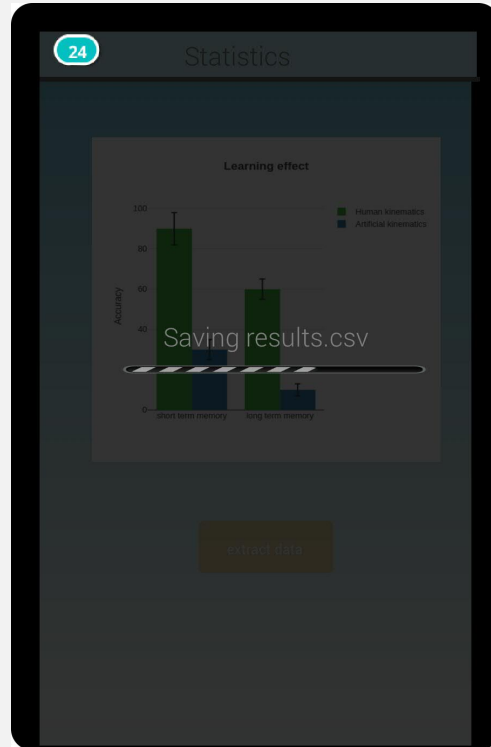 24
Statistics
Learning effect
100
Human kinematics
Artificial kinematics
80
60
Accuracy
40
Saving results.csv
0
short term memory long term memory
extract data